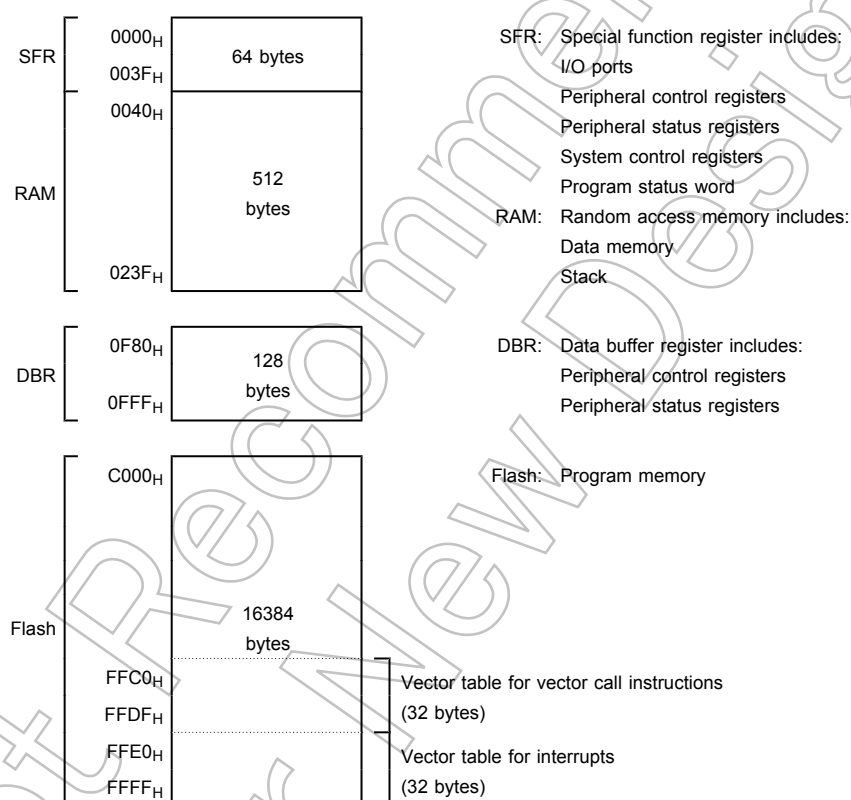 SFR
0000H
003FH
64 bytes
RAM
0040H
023FH
512
bytes
DBR
0F80H
0FFFH
128
bytes
Flash
C000H
16384
bytes
FFC0H
FFDFH
FFE0H
FFFFH
Vector table for vector call instructions
(32 bytes)
Vector table for interrupts
(32 bytes)
SFR: Special function register includes:
I/O ports
Peripheral control registers
Peripheral status registers
System control registers
Program status word
RAM: Random access memory includes:
Data memory
Stack
DBR: Data buffer register includes:
Peripheral control registers
Peripheral status registers
Flash: Program memory